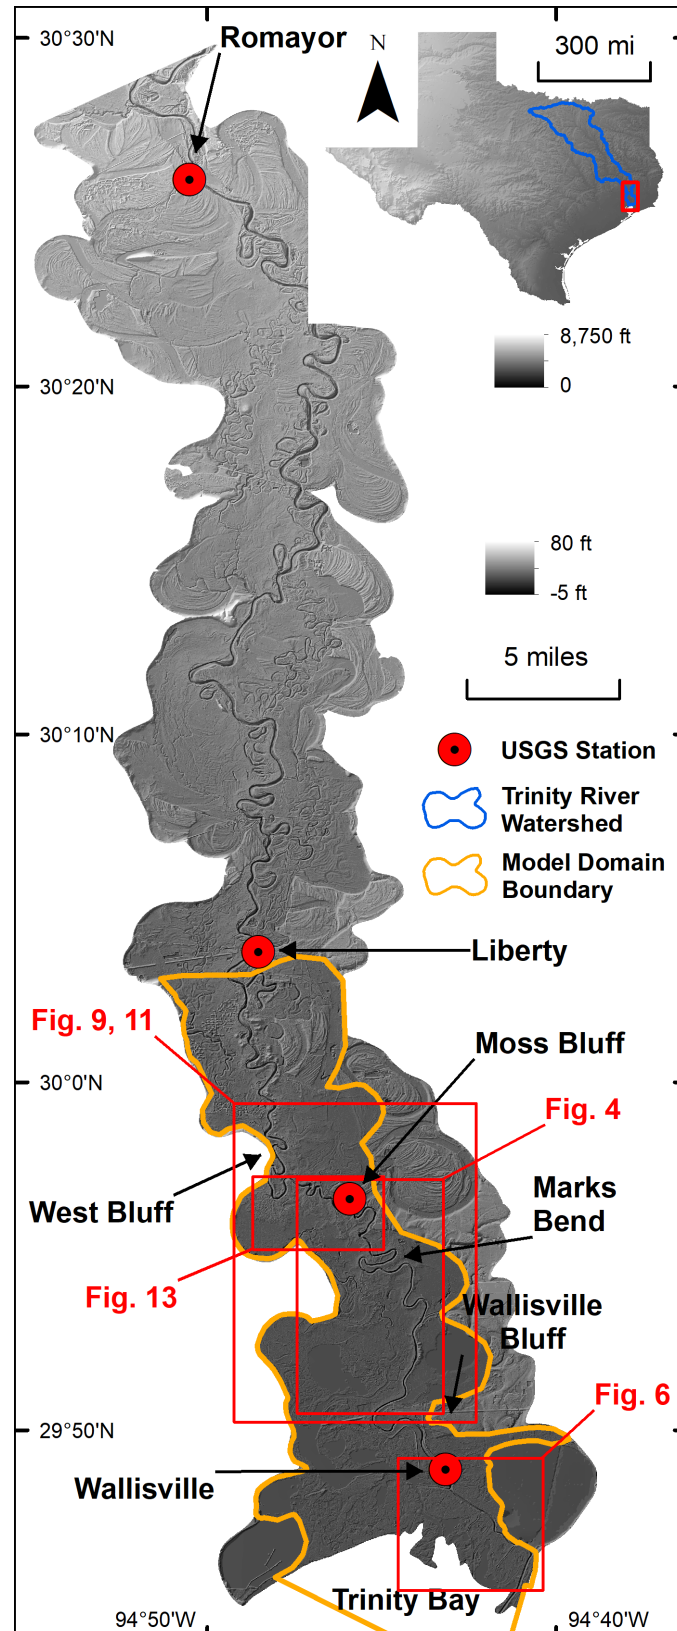 30°30'N
Romayor
N
300 mi
8,750 ft
0
30°20'N
80 ft
-5 ft
5 miles
30°10'N
USGS Station
Trinity River
Watershed
Model Domain
Boundary
Liberty
Fig. 9, 11
Moss Bluff
30°0'N
Fig. 4
West Bluff
Marks
Bend
Fig. 13
Wallisville
Bluff
Fig. 6
29°50'N
Wallisville
Trinity Bay
94°50'W
94°40'W